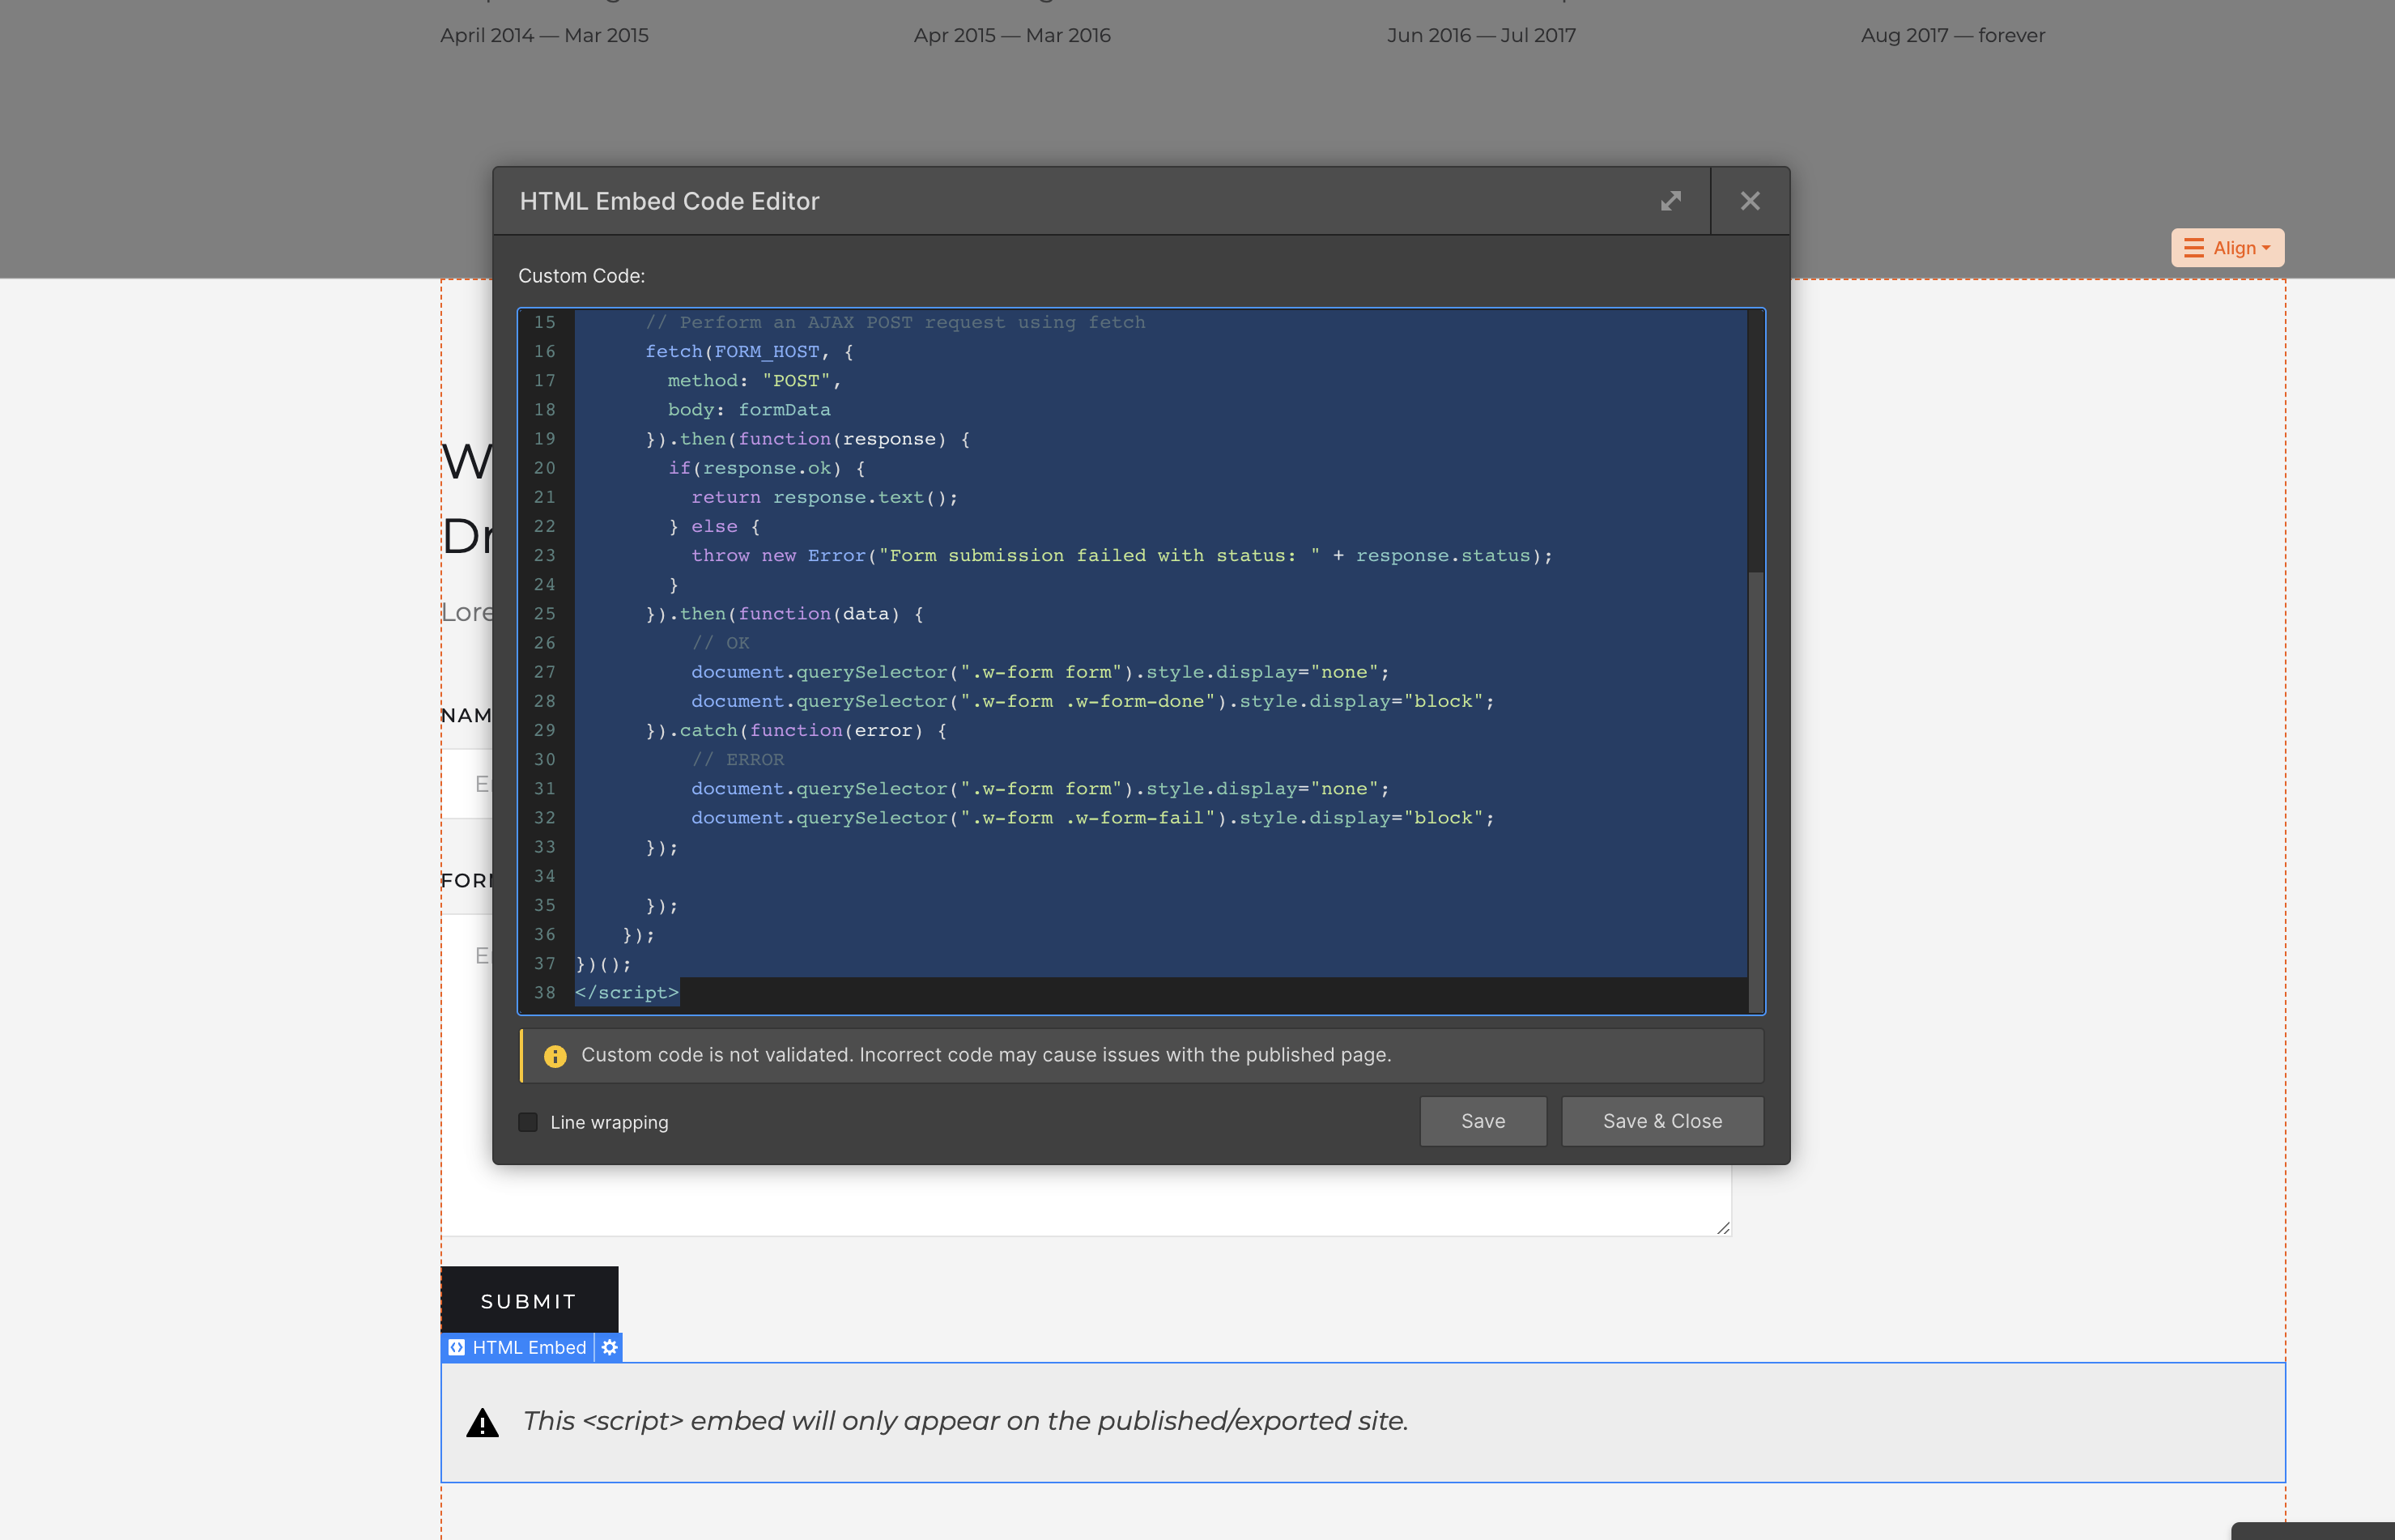 April 2014 — Mar 2015
Apr 2015 — Mar 2016
Jun 2016 — Jul 2017
Aug 2017 — forever
HTML Embed Code Editor
Align
Custom Code:
15 // Perform an AJAX POST request using fetch
16 fetch(FORM_HOST, {
17 method: "POST",
18 body: formData
19 }).then(function(response) {
20 if(response.ok) {
21 return response.text();
22 } else {
23 throw new Error("Form submission failed with status: " + response.status);
24 }
25 }).then(function(data) {
26 // OK
27 document.querySelector(".w-form form").style.display="none";
28 document.querySelector(".w-form .w-form-done").style.display="block";
29 }).catch(function(error) {
30 // ERROR
31 document.querySelector(".w-form form").style.display="none";
32 document.querySelector(".w-form .w-form-fail").style.display="block";
33 });
34
35 });
36 });
37 })();
38 </script>
Custom code is not validated. Incorrect code may cause issues with the published page.
Line wrapping
Save
Save & Close
SUBMIT
HTML Embed
This <script> embed will only appear on the published/exported site.